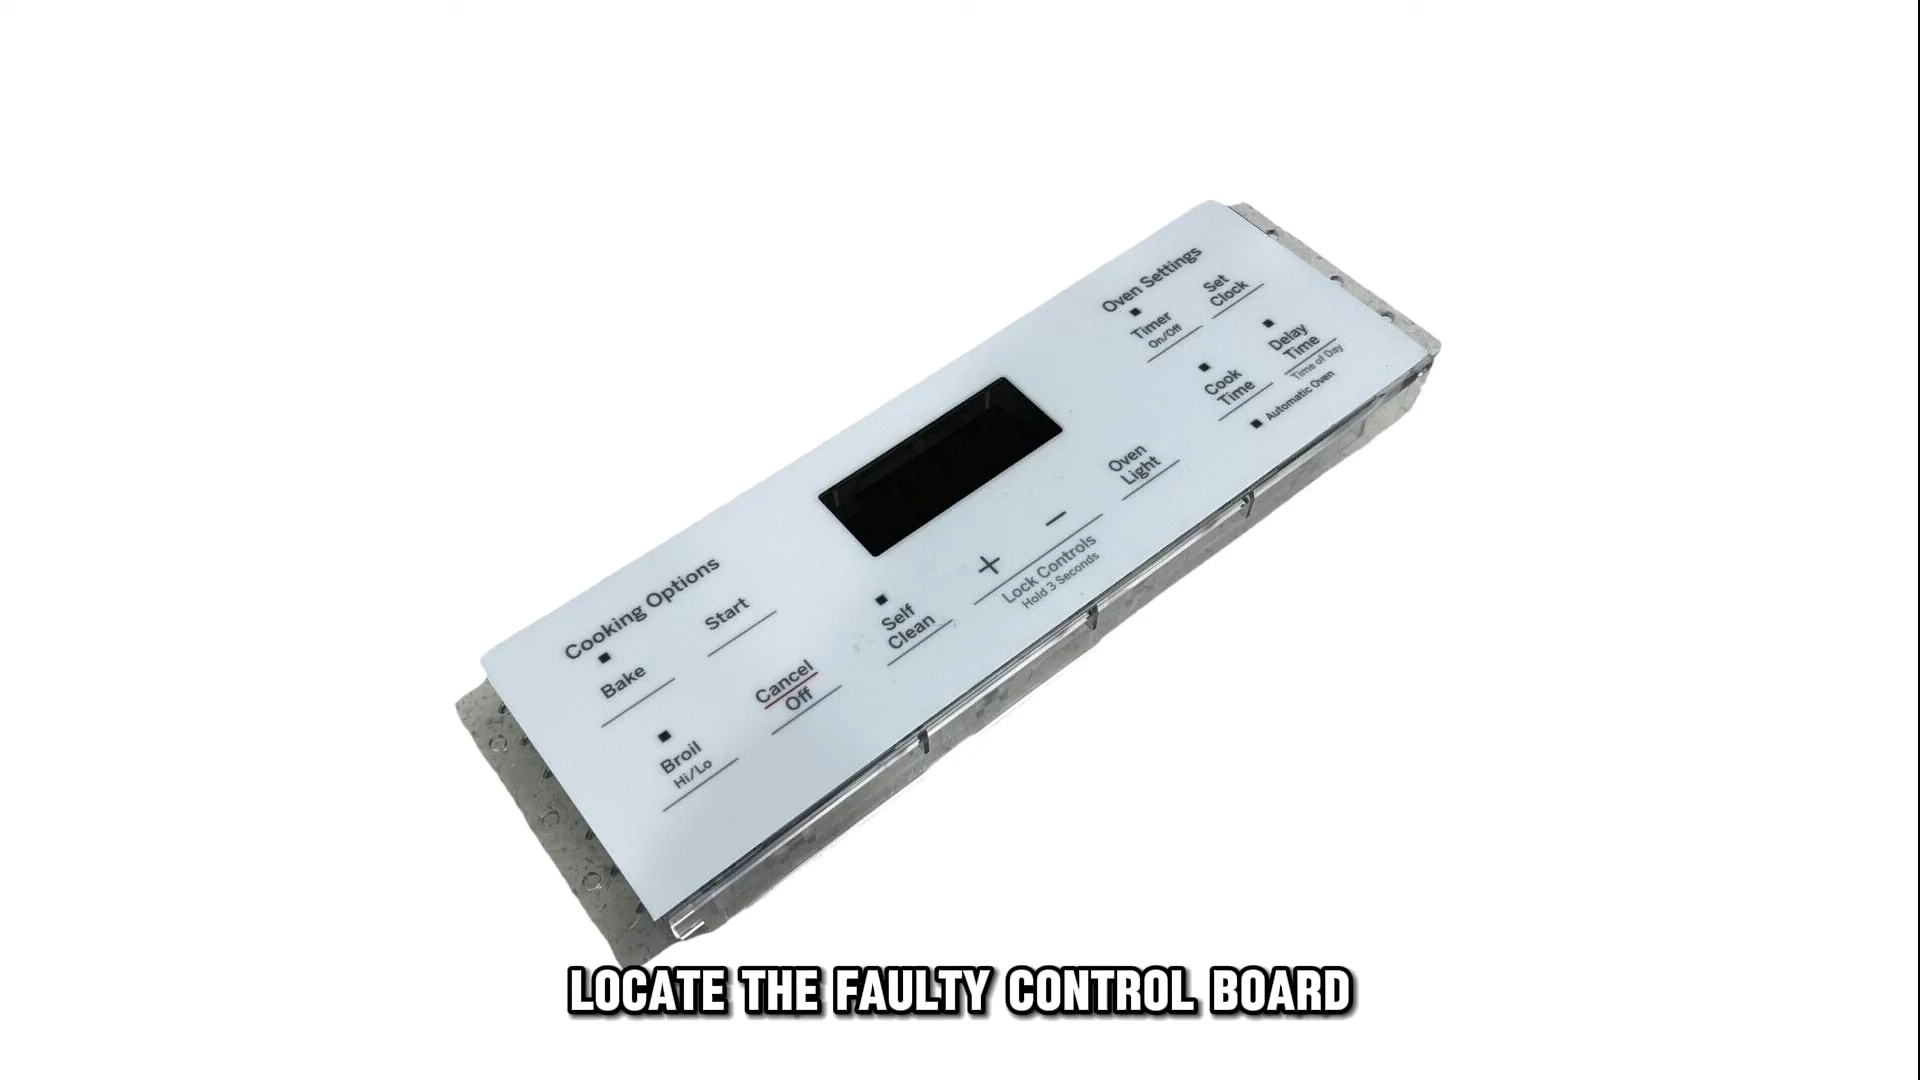 Cooking Options
Bake
Start
Broil
Hi/Lo
Cancel
Off
Self
Clean
+
−
Lock Controls
Hold 3 Seconds
Oven
Light
Oven Settings
Timer
On/Off
Set
Clock
Cook
Time
Delay
Time
Time of Day
Automatic Oven
LOCATE THE FAULTY CONTROL BOARD